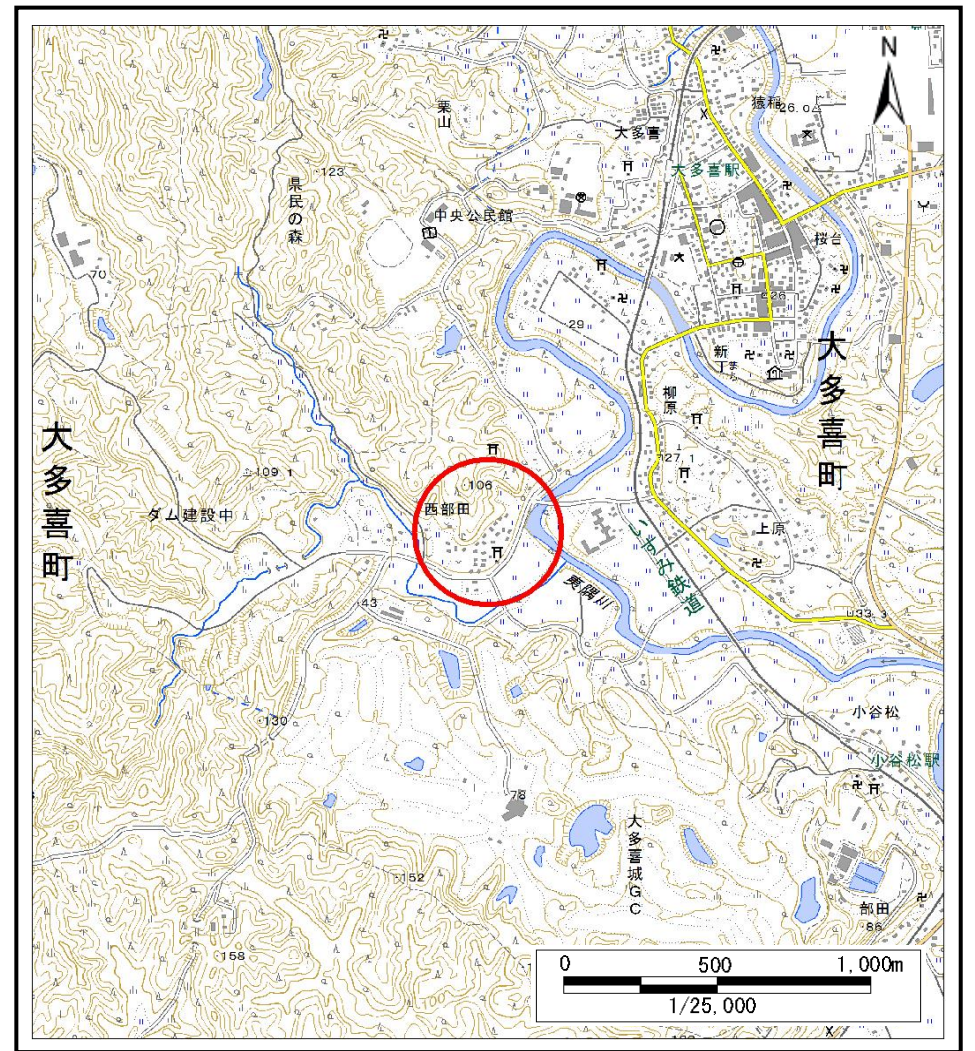 N
栗山
大多喜
猿稲
26.0
県民の森
123
大多喜駅
中央公民館
桜台
70
29
26
新丁
大多喜町
柳原
27.1
大多喜町
109.1
106
西部田
ダム建設中
上原
いすみ鉄道
夷隅川
43
33.3
130
小谷松
小谷松駅
78
大多喜城GC
152
部田
86
158
0 500 1,000m
1/25,000